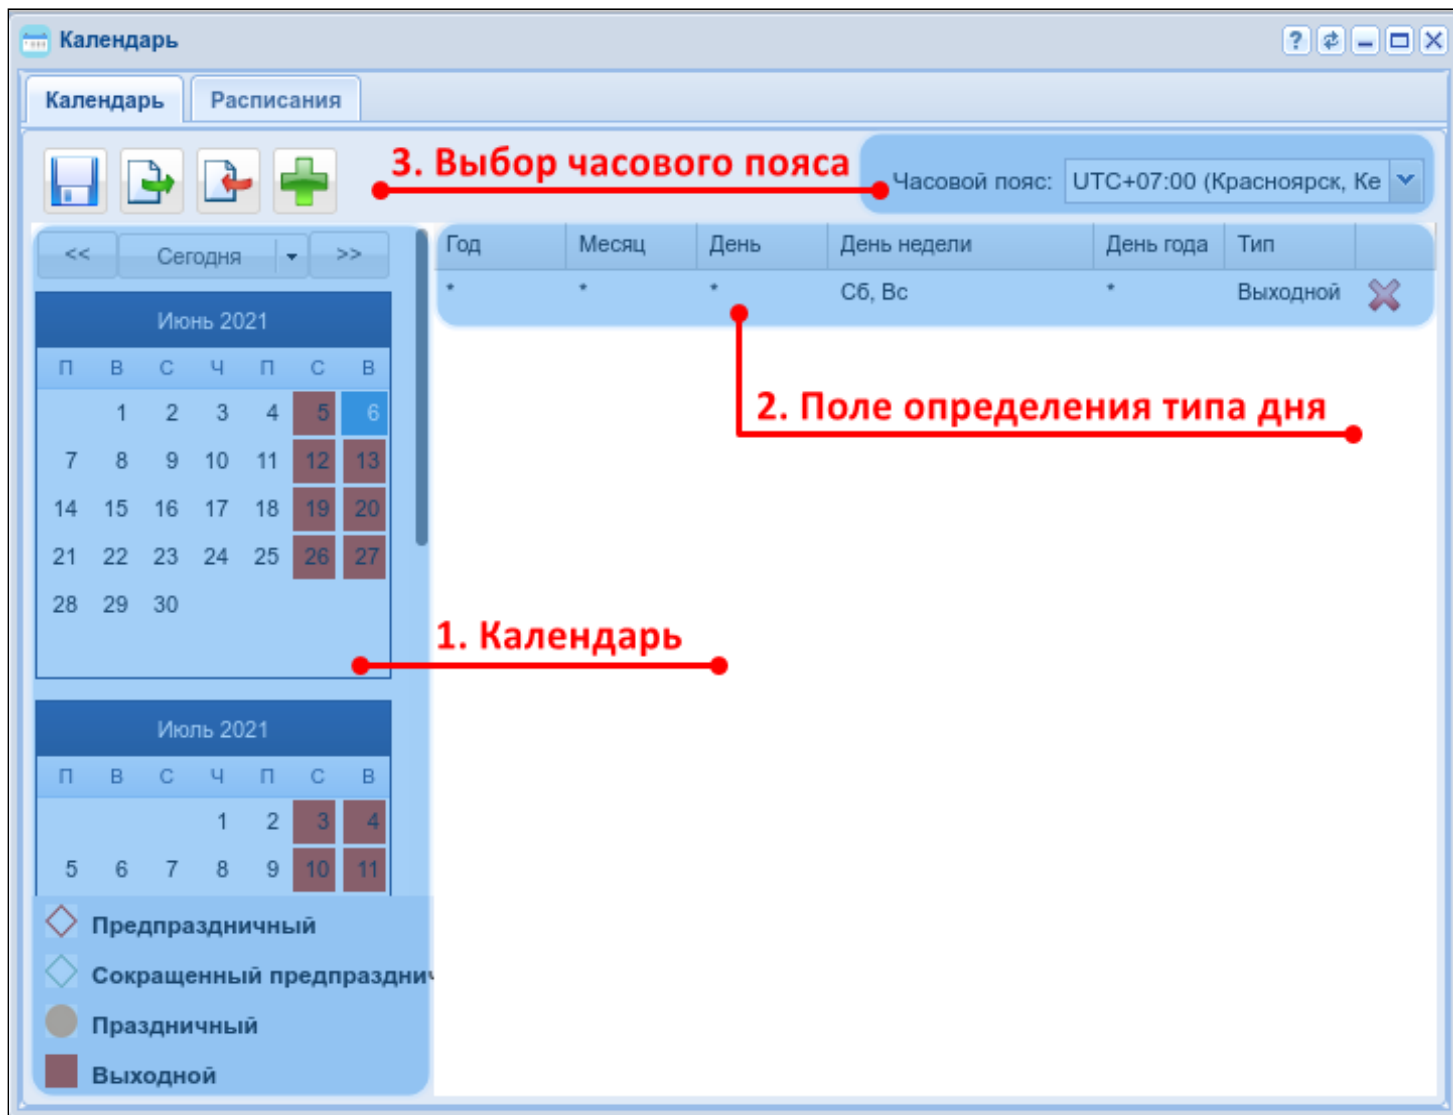 Календарь
Календарь Расписания
3. Выбор часового пояса
Часовой пояс: UTC+07:00 (Красноярск, Ке
<< Сегодня >>
Год Месяц День День недели День года Тип
* * * Сб, Вс * Выходной
Июнь 2021
П В С Ч П С В
1 2 3 4 5 6
7 8 9 10 11 12 13
14 15 16 17 18 19 20
21 22 23 24 25 26 27
28 29 30
2. Поле определения типа дня
1. Календарь
Июль 2021
П В С Ч П С В
1 2 3 4
5 6 7 8 9 10 11
Предпраздничный
Сокращенный предпразднич
Праздничный
Выходной